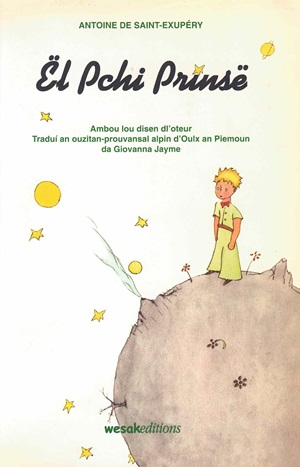 ANTOINE DE SAINT-EXUPÉRY
Ël Pchi Prinsë
Ambou lou disen dl'oteur
Traduí an ouzitan-prouvansal alpin d'Oulx an Piemoun
da Giovanna Jayme
wesakeditions